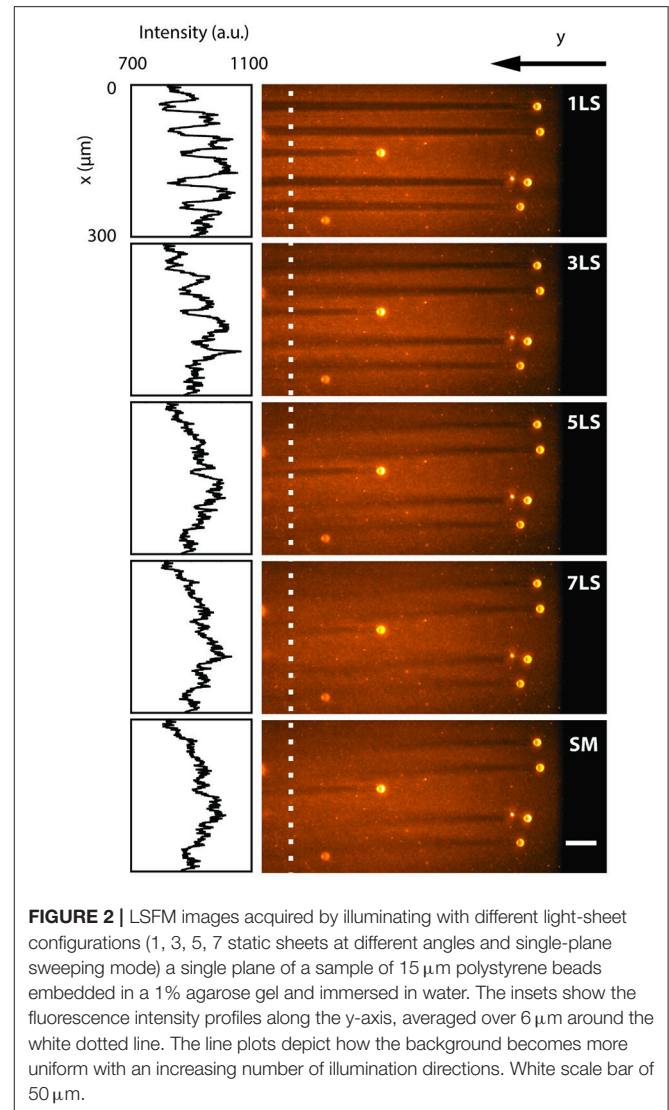 Intensity (a.u.)
700 1100
y
0
x (μm)
300
1LS
3LS
5LS
7LS
SM
FIGURE 2 | LSFM images acquired by illuminating with different light-sheet
configurations (1, 3, 5, 7 static sheets at different angles and single-plane
sweeping mode) a single plane of a sample of 15 μm polystyrene beads
embedded in a 1% agarose gel and immersed in water. The insets show the
fluorescence intensity profiles along the y-axis, averaged over 6 μm around the
white dotted line. The line plots depict how the background becomes more
uniform with an increasing number of illumination directions. White scale bar of
50 μm.